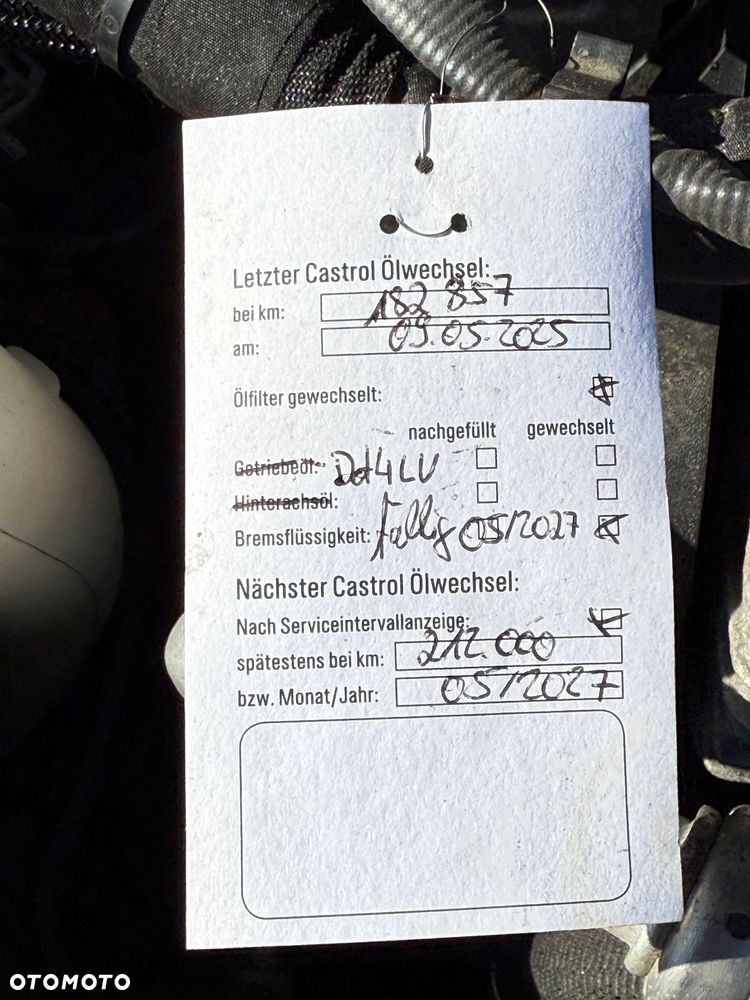 Letzter Castrol Ölwechsel:
bei km: 182 857
am: 09.05.2025
Ölfilter gewechselt:
nachgefüllt gewechselt
Getriebeöl: Dot4LV
Hinterachsöl:
Bremsflüssigkeit: fällig 05/2027
Nächster Castrol Ölwechsel:
Nach Serviceintervallanzeige:
spätestens bei km: 212.000
bzw. Monat/Jahr: 05/2027
OTOMOTO